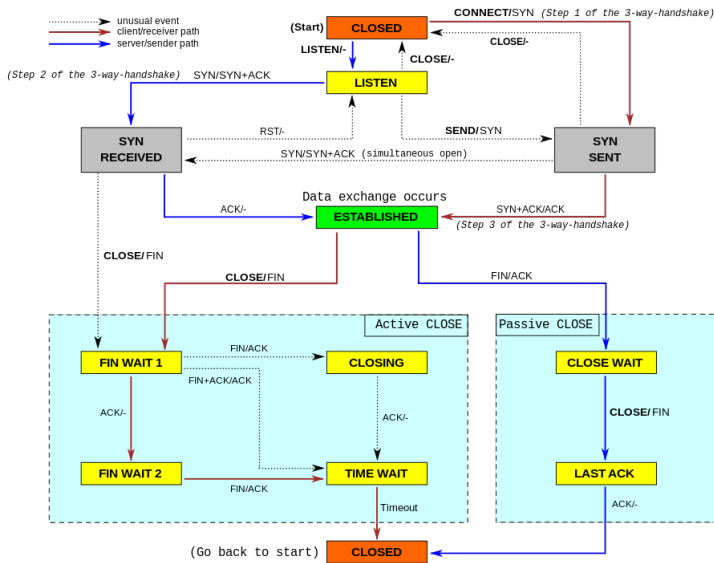 unusual event
client/receiver path
server/sender path
(Start)
CLOSED
CONNECT/SYN (Step 1 of the 3-way-handshake)
CLOSE/-
LISTEN/-
CLOSE/-
(Step 2 of the 3-way-handshake)
SYN/SYN+ACK
LISTEN
RST/-
SEND/SYN
SYN
RECEIVED
SYN
SENT
SYN/SYN+ACK (simultaneous open)
Data exchange occurs
ACK/-
ESTABLISHED
SYN+ACK/ACK
(Step 3 of the 3-way-handshake)
CLOSE/FIN
CLOSE/FIN
FIN/ACK
Active CLOSE
Passive CLOSE
FIN WAIT 1
FIN/ACK
CLOSING
CLOSE WAIT
FIN+ACK/ACK
ACK/-
ACK/-
CLOSE/FIN
FIN WAIT 2
FIN/ACK
TIME WAIT
LAST ACK
Timeout
ACK/-
(Go back to start)
CLOSED